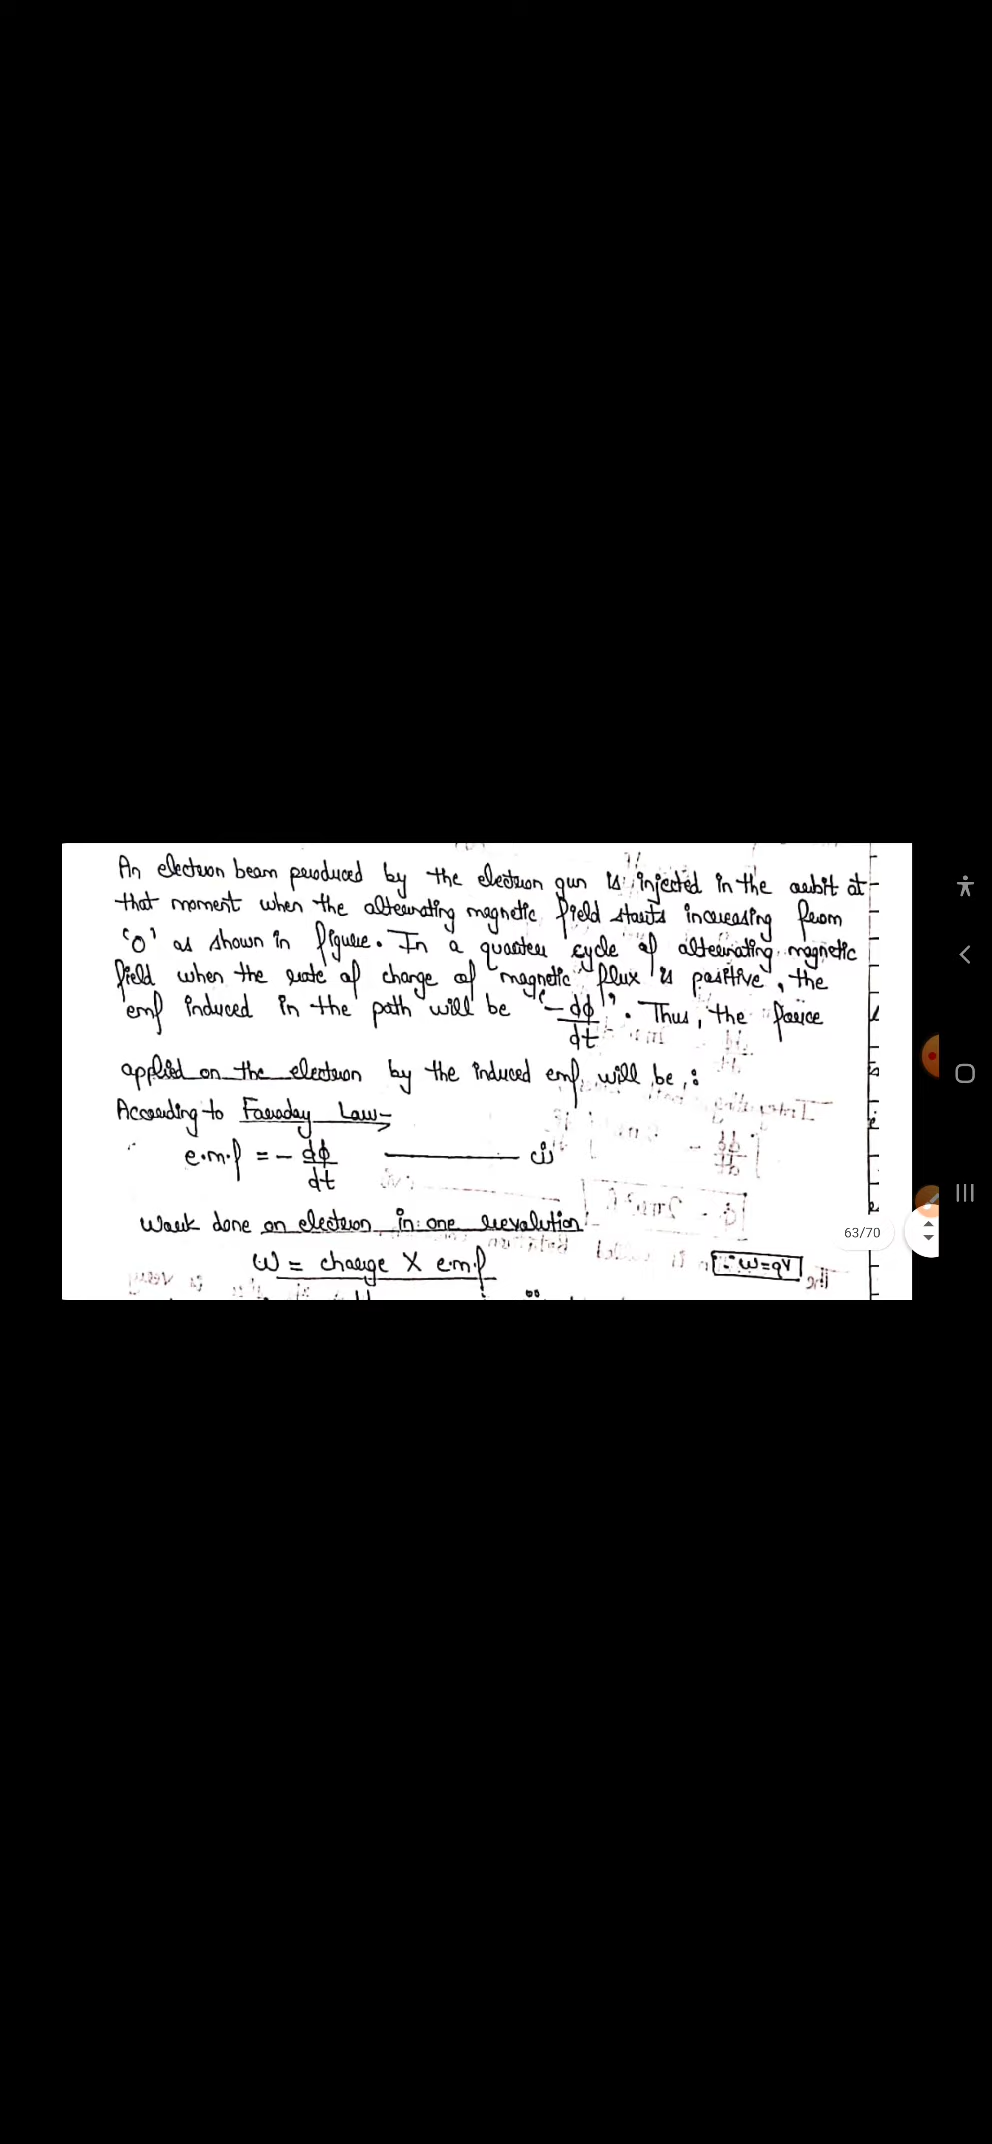 An electron beam produced by the electron gun is injected in the orbit at
that moment when the alternating magnetic field starts increasing from
'0' as shown in figure. In a quarter cycle of alternating magnetic
field when the rate of change of magnetic flux is positive, the
emf induced in the path will be '-dφ/dt'. Thus, the force
applied on the electron by the induced emf will be :
According to Faraday Law-
e.m.f = - dφ/dt ———— (i)
Work done on electron in one revolution-
63/70
W = charge X e.m.f
∵ W=qV